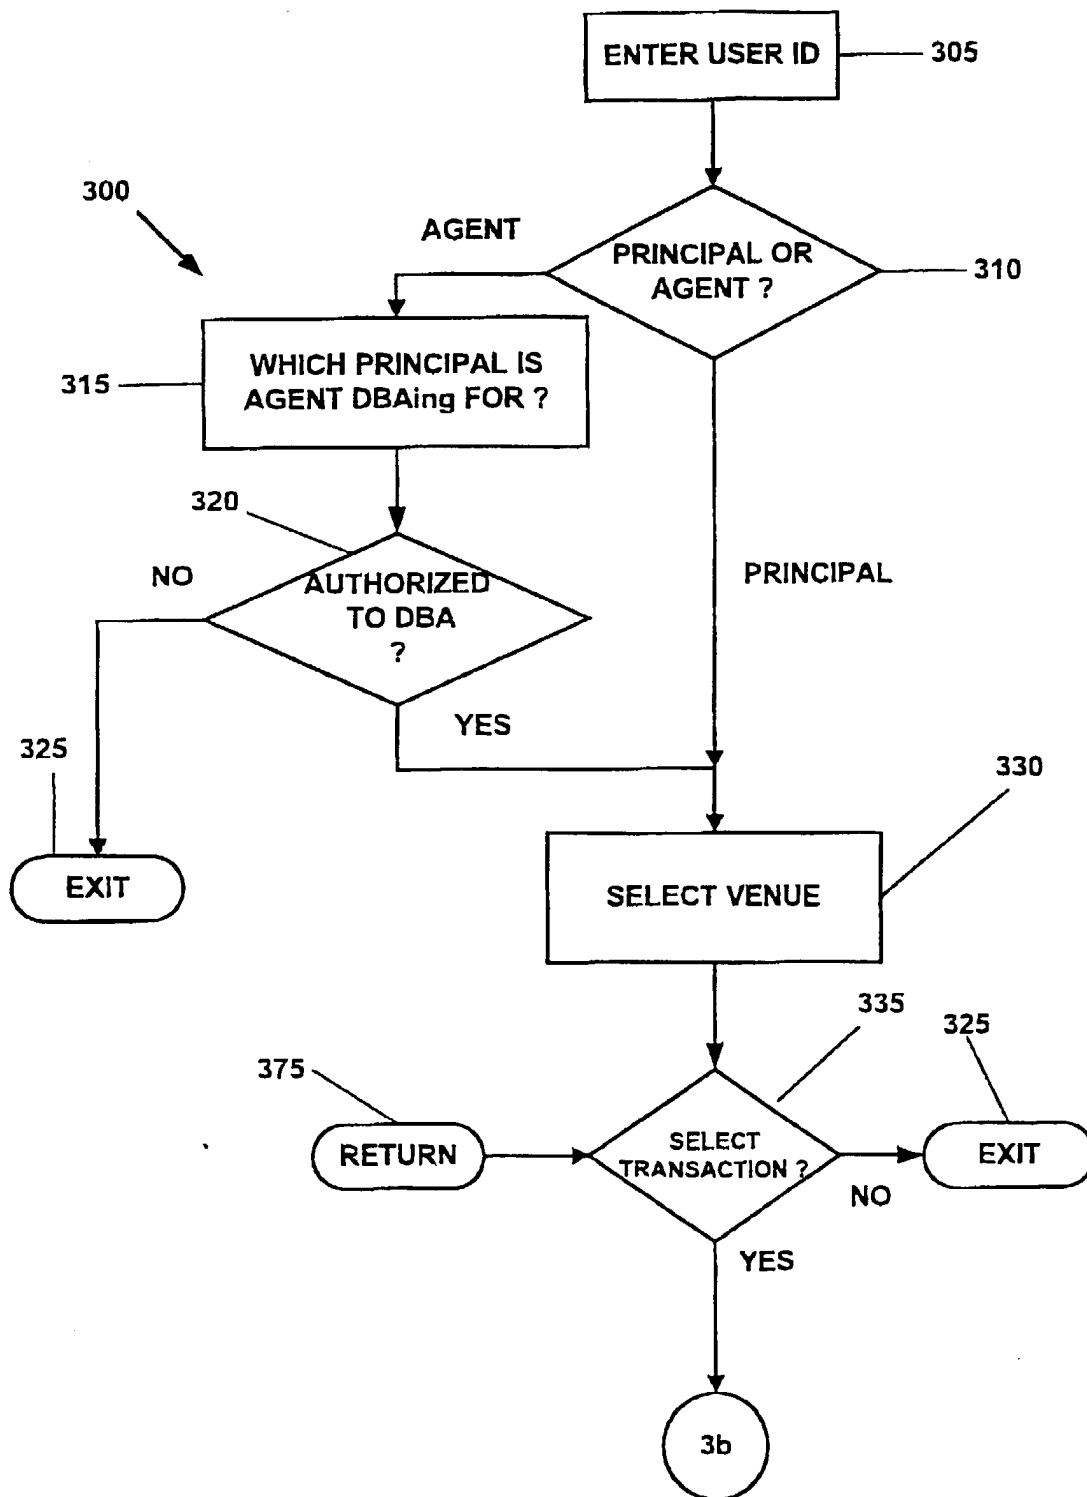 ENTER USER ID
305
300
AGENT
PRINCIPAL OR
AGENT ?
310
WHICH PRINCIPAL IS
AGENT DBAing FOR ?
315
320
NO
AUTHORIZED
TO DBA
?
PRINCIPAL
YES
325
EXIT
330
SELECT VENUE
335
325
375
RETURN
SELECT
TRANSACTION ?
EXIT
NO
YES
3b